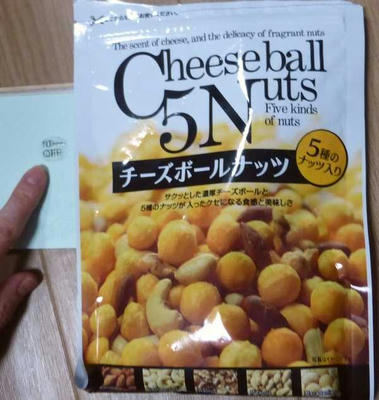 The scent of cheese, and the delicacy of fragrant nuts
Cheese ball
5 Nuts
Five kinds
of nuts
チーズボールナッツ
5種の
ナッツ入り
サクッとした濃厚チーズボールと
5種のナッツが入ったクセになる食感と美味しさ